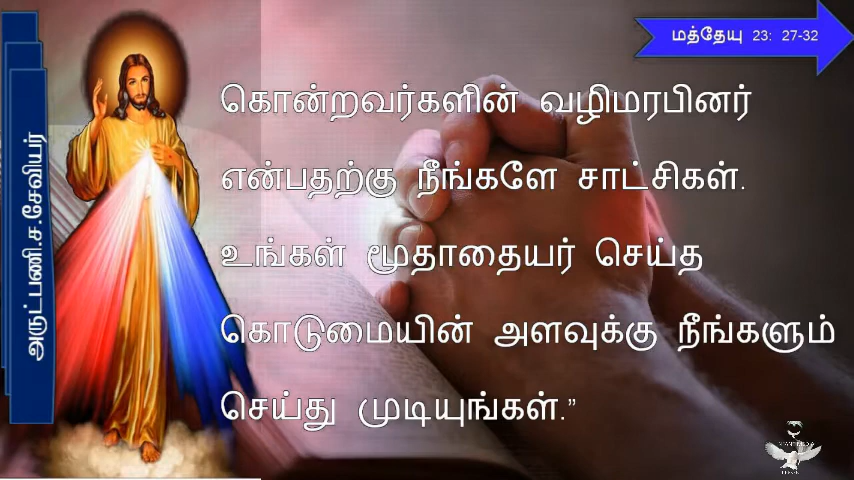 மத்தேயு 23: 27-32
கொன்றவர்களின் வழிமரபினர்
என்பதற்கு நீங்களே சாட்சிகள்.
உங்கள் மூதாதையர் செய்த
கொடுமையின் அளவுக்கு நீங்களும்
செய்து முடியுங்கள்.”
அருட்பணி.ச.சேவியர்